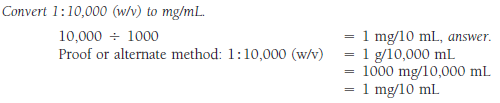 Convert 1:10,000 (w/v) to mg/mL.
10,000 ÷ 1000 = 1 mg/10 mL, answer.
Proof or alternate method: 1:10,000 (w/v) = 1 g/10,000 mL
= 1000 mg/10,000 mL
= 1 mg/10 mL